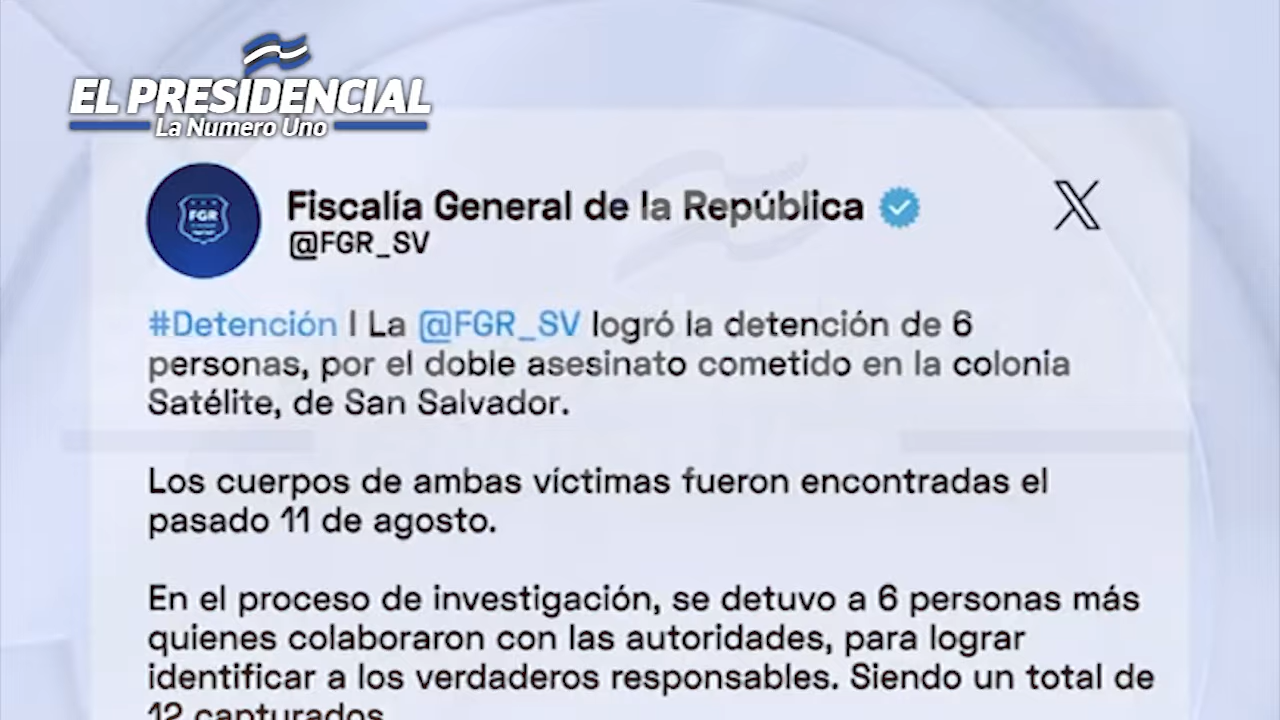 EL PRESIDENCIAL
La Numero Uno
FGR
Fiscalía General de la República
@FGR_SV
#Detención | La @FGR_SV logró la detención de 6
personas, por el doble asesinato cometido en la colonia
Satélite, de San Salvador.
Los cuerpos de ambas víctimas fueron encontradas el
pasado 11 de agosto.
En el proceso de investigación, se detuvo a 6 personas más
quienes colaboraron con las autoridades, para lograr
identificar a los verdaderos responsables. Siendo un total de
12 capturados